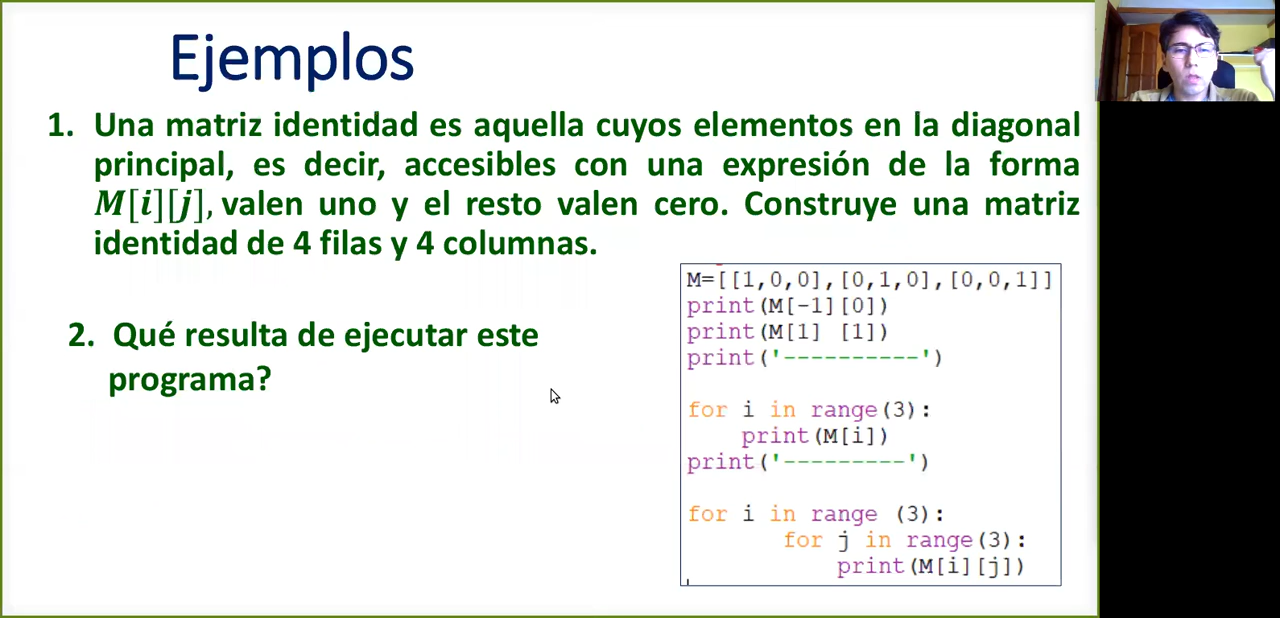 Ejemplos
1. Una matriz identidad es aquella cuyos elementos en la diagonal
principal, es decir, accesibles con una expresión de la forma
M[i][j], valen uno y el resto valen cero. Construye una matriz
identidad de 4 filas y 4 columnas.
2. Qué resulta de ejecutar este
programa?
M=[[1,0,0],[0,1,0],[0,0,1]]
print(M[-1][0])
print(M[1] [1])
print('----------')
for i in range(3):
    print(M[i])
print('---------')
for i in range (3):
       for j in range(3):
           print(M[i][j])